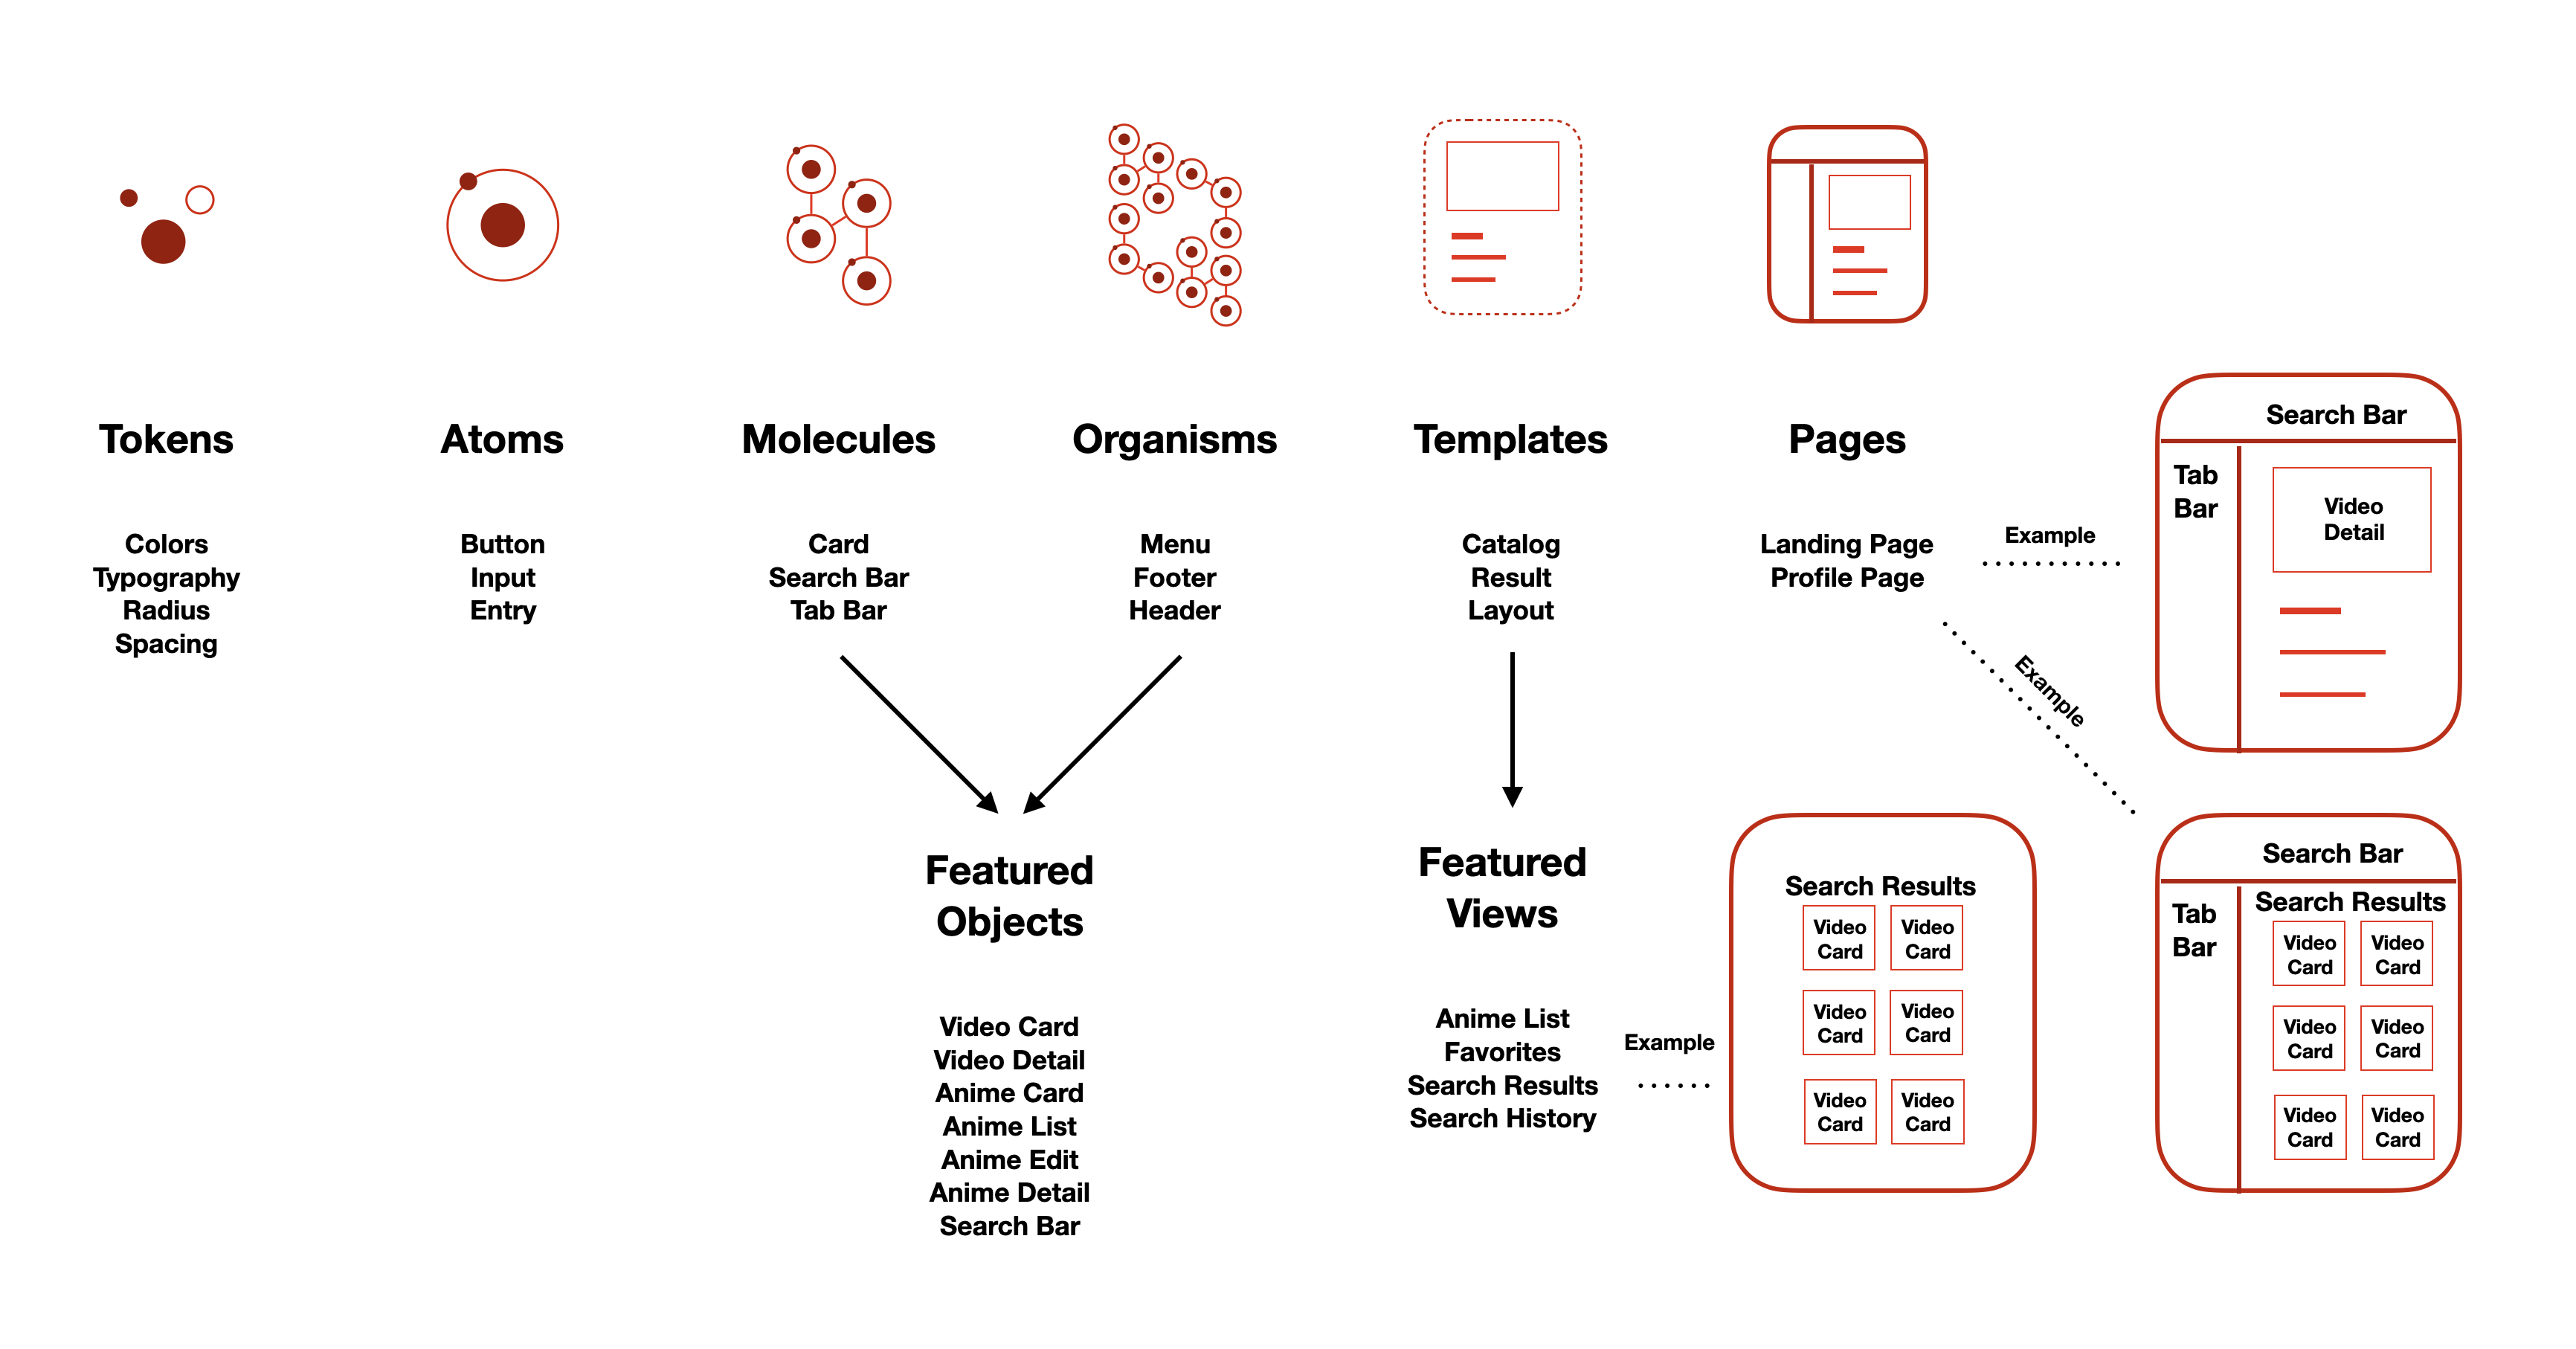 Tokens
Colors
Typography
Radius
Spacing
Atoms
Button
Input
Entry
Molecules
Card
Search Bar
Tab Bar
Organisms
Menu
Footer
Header
Templates
Catalog
Result
Layout
Pages
Landing Page
Profile Page
Example
Example
Search Bar
Tab
Bar
Video
Detail
Featured
Objects
Video Card
Video Detail
Anime Card
Anime List
Anime Edit
Anime Detail
Search Bar
Featured
Views
Anime List
Favorites
Search Results
Search History
Example
Search Results
Video
Card
Video
Card
Video
Card
Video
Card
Video
Card
Video
Card
Search Bar
Tab
Bar
Search Results
Video
Card
Video
Card
Video
Card
Video
Card
Video
Card
Video
Card